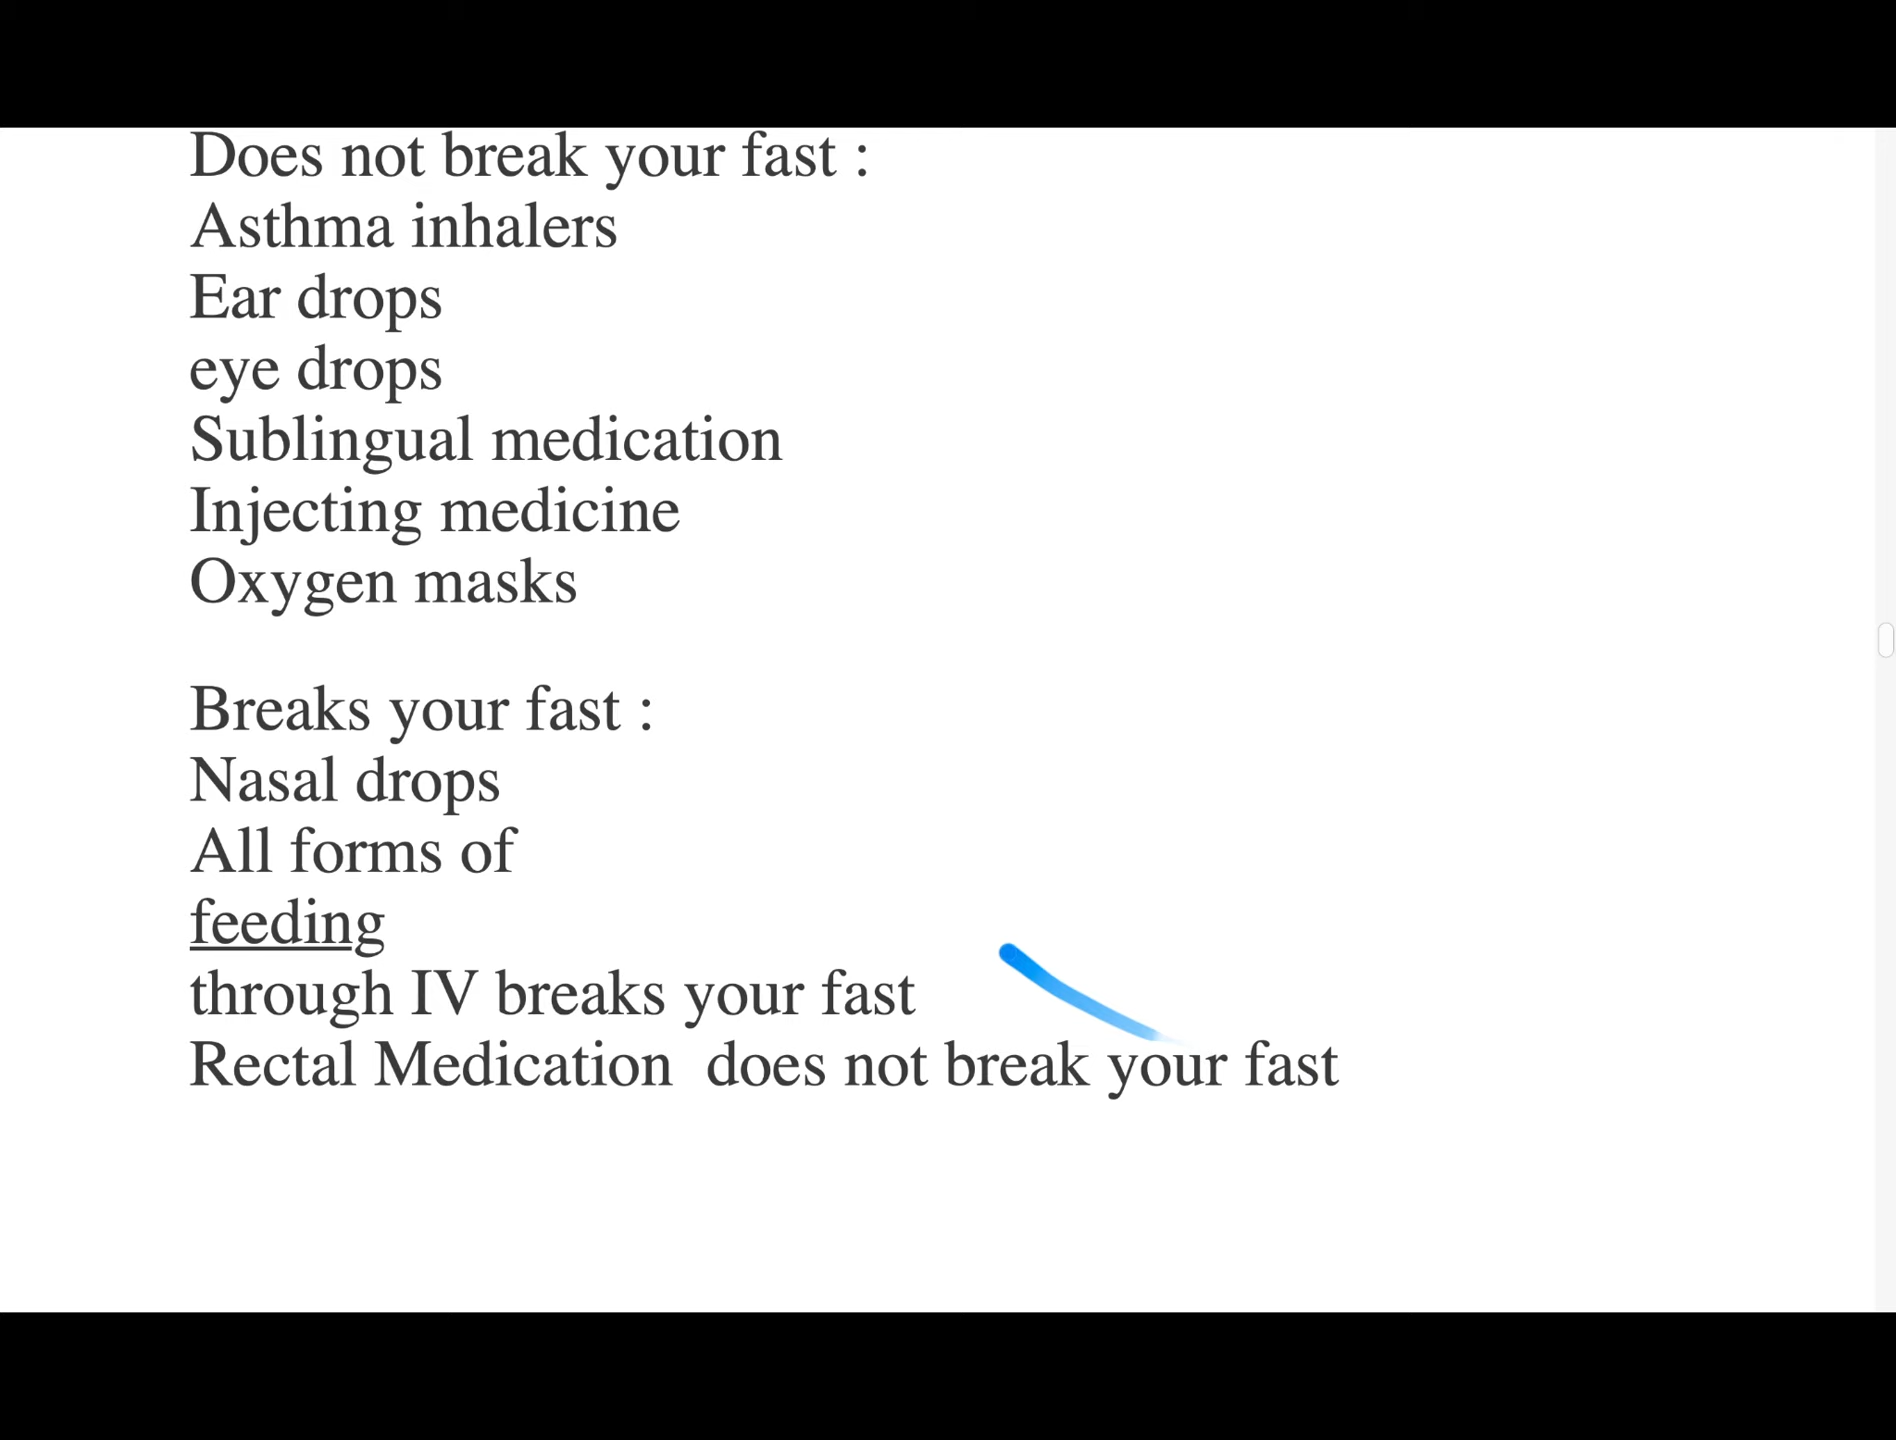 Does not break your fast :
Asthma inhalers
Ear drops
eye drops
Sublingual medication
Injecting medicine
Oxygen masks
Breaks your fast :
Nasal drops
All forms of
feeding
through IV breaks your fast
Rectal Medication  does not break your fast